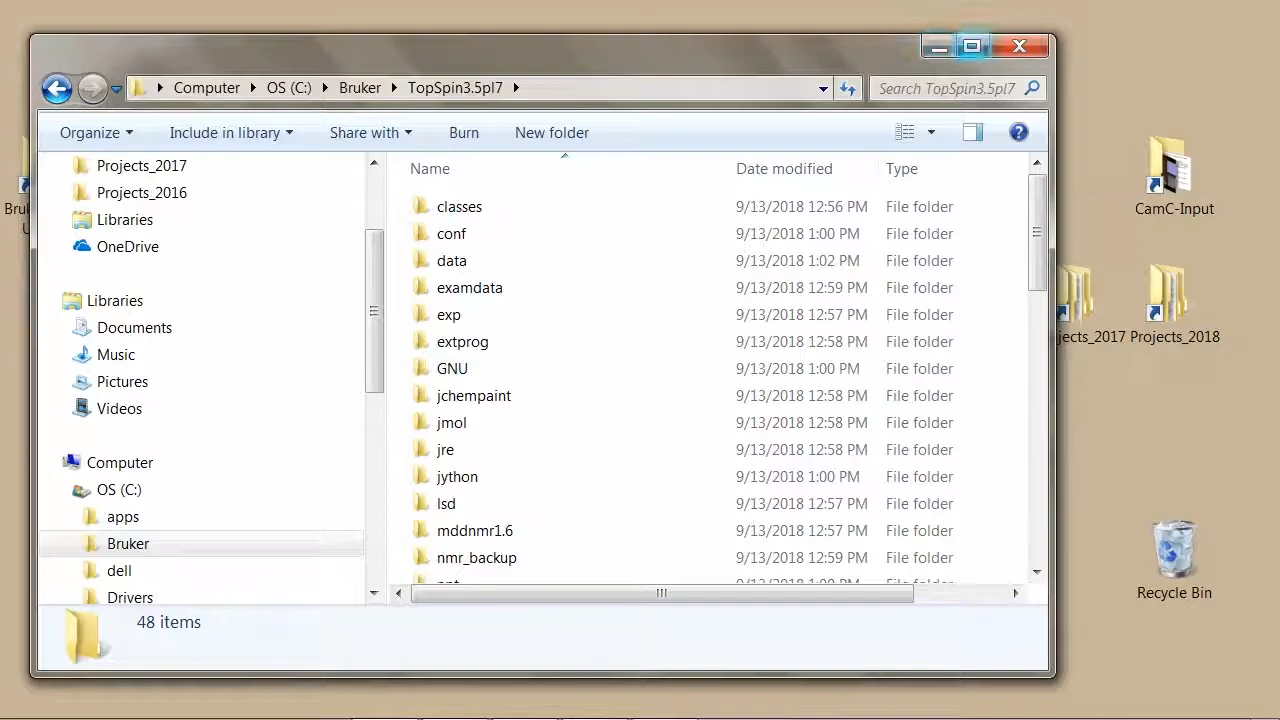 Computer OS (C:) Bruker TopSpin3.5pl7
Search TopSpin3.5pl7
Organize Include in library Share with Burn New folder
Projects_2017
Projects_2016
Libraries
OneDrive
Libraries
Documents
Music
Pictures
Videos
Computer
OS (C:)
apps
Bruker
dell
Drivers
Name Date modified Type
classes 9/13/2018 12:56 PM File folder
conf 9/13/2018 1:00 PM File folder
data 9/13/2018 1:02 PM File folder
examdata 9/13/2018 12:59 PM File folder
exp 9/13/2018 12:57 PM File folder
extprog 9/13/2018 12:58 PM File folder
GNU 9/13/2018 1:00 PM File folder
jchempaint 9/13/2018 12:58 PM File folder
jmol 9/13/2018 12:58 PM File folder
jre 9/13/2018 12:58 PM File folder
jython 9/13/2018 1:00 PM File folder
lsd 9/13/2018 12:57 PM File folder
mddnmr1.6 9/13/2018 12:57 PM File folder
nmr_backup 9/13/2018 12:59 PM File folder
48 items
CamC-Input
jects_2017 Projects_2018
Recycle Bin